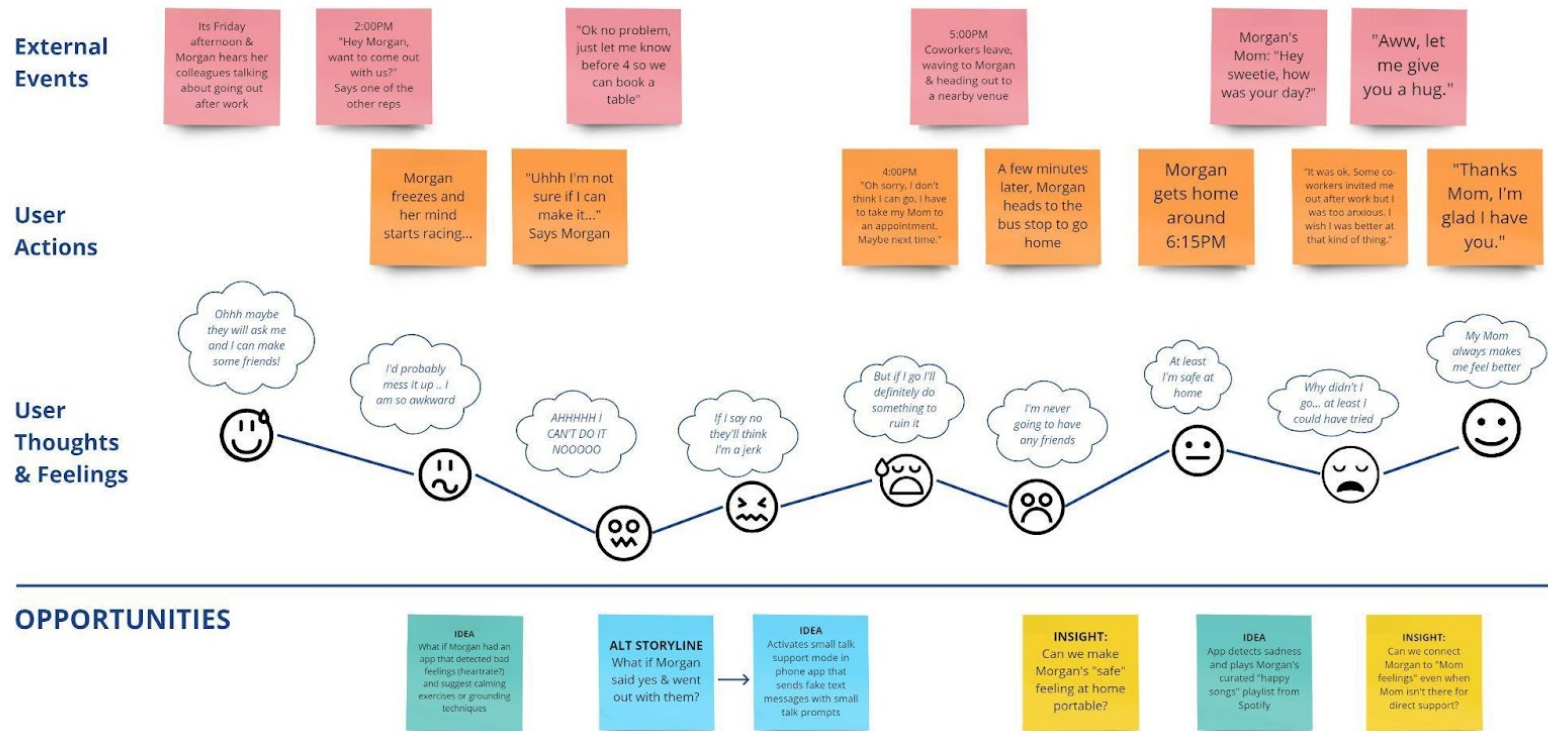 External
Events
Its Friday
afternoon &
Morgan hears her
colleagues talking
about going out
after work
2:00PM
"Hey Morgan,
want to come out
with us?"
Says one of the
other reps
"Ok no problem,
just let me know
before 4 so we
can book a
table"
5:00PM
Coworkers leave,
waving to Morgan
& heading out to
a nearby venue
Morgan's
Mom: "Hey
sweetie, how
was your day?"
"Aww, let
me give
you a hug."
User
Actions
Morgan
freezes and
her mind
starts racing...
"Uhhh I'm not
sure if I can
make it..."
Says Morgan
4:00PM
"Oh sorry, I don't
think I can go, I have
to take my Mom to
an appointment.
Maybe next time."
A few minutes
later, Morgan
heads to the
bus stop to go
home
Morgan
gets home
around
6:15PM
"It was ok. Some co-
workers invited me
out after work but I
was too anxious. I
wish I was better at
that kind of thing."
"Thanks
Mom, I'm
glad I have
you."
User
Thoughts
& Feelings
Ohhh maybe
they will ask me
and I can make
some friends!
I'd probably
mess it up .. I
am so awkward
AHHHHH I
CAN'T DO IT
NOOOOO
If I say no
they'll think
I'm a jerk
But if I go I'll
definitely do
something to
ruin it
I'm never
going to have
any friends
At least
I'm safe at
home
Why didn't I
go... at least I
could have tried
My Mom
always makes
me feel better
OPPORTUNITIES
IDEA
What if Morgan had an
app that detected bad
feelings (heartrate?)
and suggest calming
exercises or grounding
techniques
ALT STORYLINE
What if Morgan
said yes & went
out with them?
IDEA
Activates small talk
support mode in
phone app that
sends fake text
messages with small
talk prompts
INSIGHT:
Can we make
Morgan's "safe"
feeling at home
portable?
IDEA
App detects sadness
and plays Morgan's
curated "happy
songs" playlist from
Spotify
INSIGHT:
Can we connect
Morgan to "Mom
feelings" even when
Mom isn't there for
direct support?